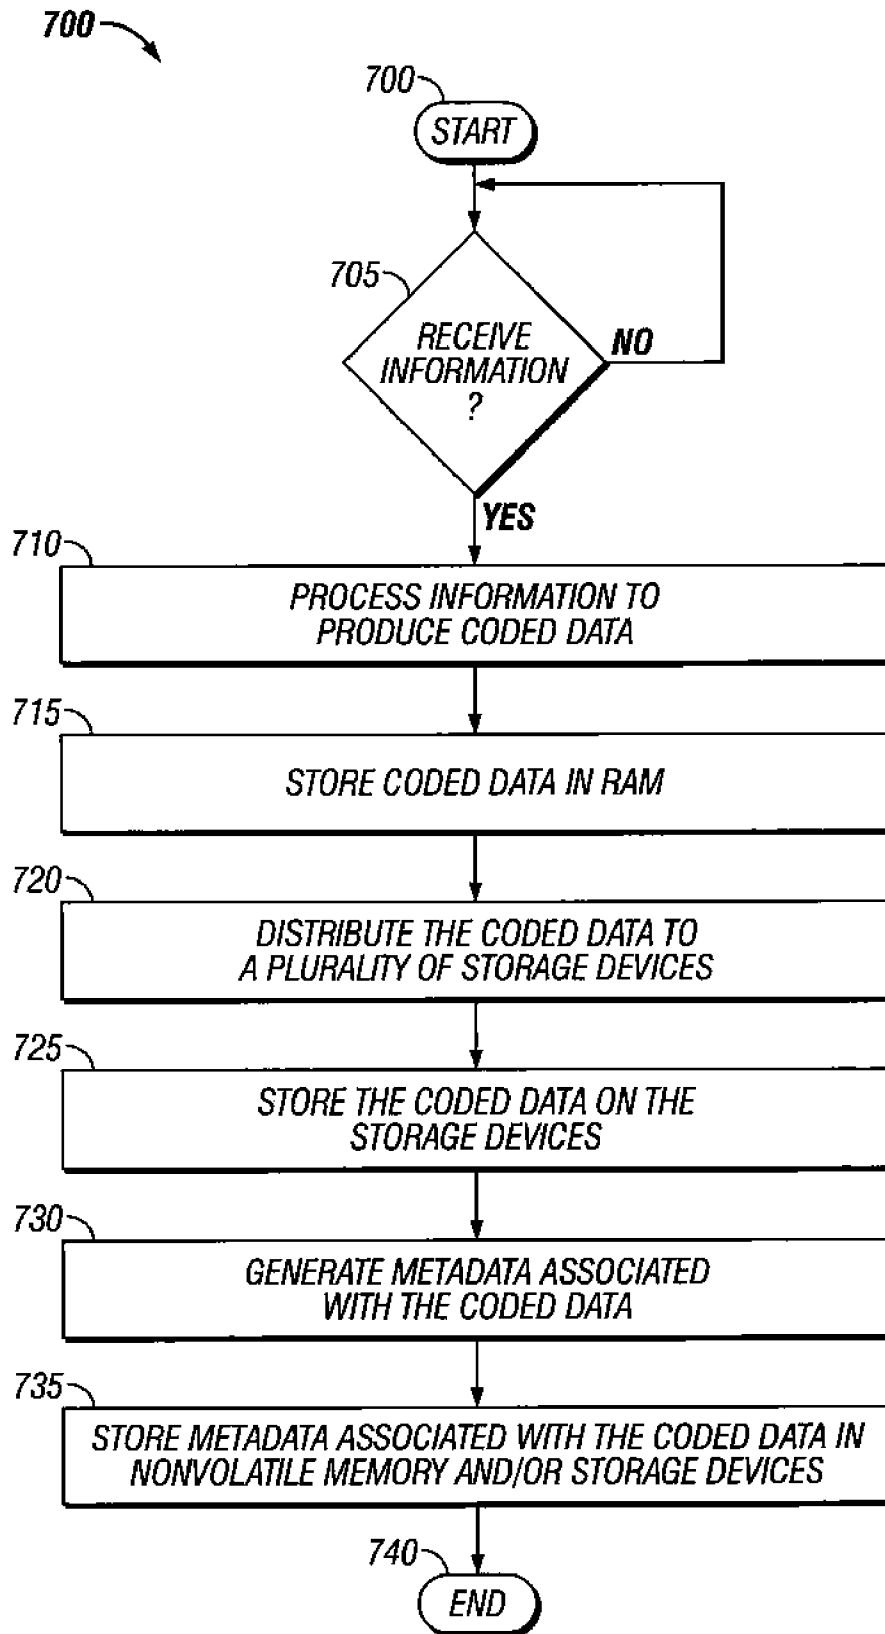 700
700
START
705
RECEIVE
INFORMATION
?
NO
YES
710
PROCESS INFORMATION TO
PRODUCE CODED DATA
715
STORE CODED DATA IN RAM
720
DISTRIBUTE THE CODED DATA TO
A PLURALITY OF STORAGE DEVICES
725
STORE THE CODED DATA ON THE
STORAGE DEVICES
730
GENERATE METADATA ASSOCIATED
WITH THE CODED DATA
735
STORE METADATA ASSOCIATED WITH THE CODED DATA IN
NONVOLATILE MEMORY AND/OR STORAGE DEVICES
740
END